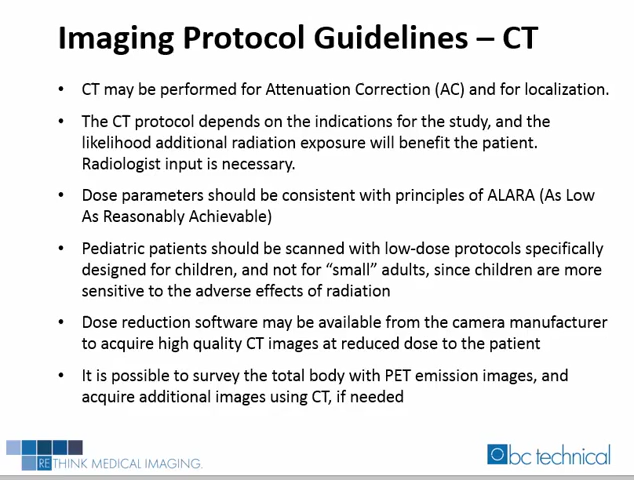 Imaging Protocol Guidelines – CT
• CT may be performed for Attenuation Correction (AC) and for localization.
• The CT protocol depends on the indications for the study, and the
likelihood additional radiation exposure will benefit the patient.
Radiologist input is necessary.
• Dose parameters should be consistent with principles of ALARA (As Low
As Reasonably Achievable)
• Pediatric patients should be scanned with low-dose protocols specifically
designed for children, and not for “small” adults, since children are more
sensitive to the adverse effects of radiation
• Dose reduction software may be available from the camera manufacturer
to acquire high quality CT images at reduced dose to the patient
• It is possible to survey the total body with PET emission images, and
acquire additional images using CT, if needed
RETHINK MEDICAL IMAGING.
bc technical